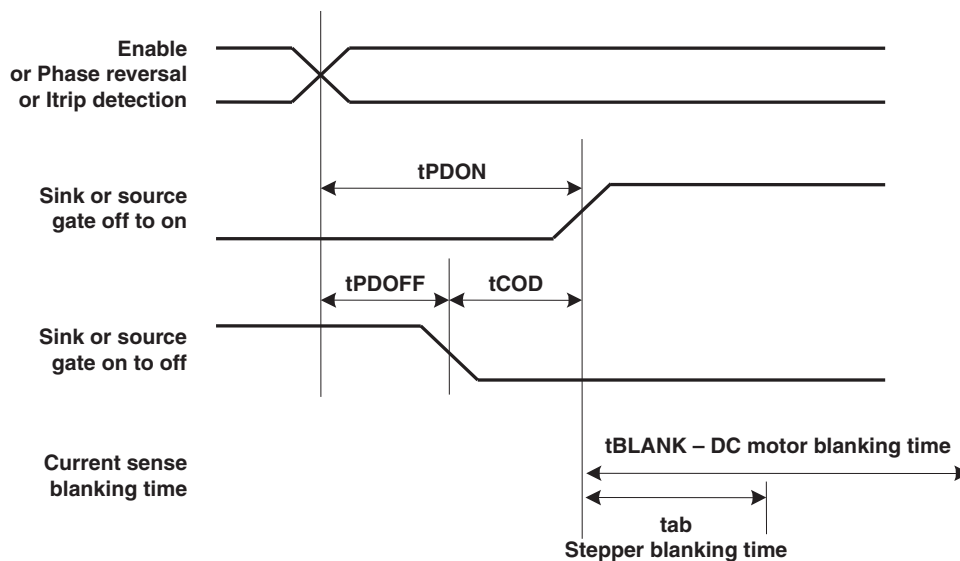 Enable
or Phase reversal
or Itrip detection
tPDON
Sink or source
gate off to on
tPDOFF
tCOD
Sink or source
gate on to off
tBLANK – DC motor blanking time
Current sense
blanking time
tab
Stepper blanking time